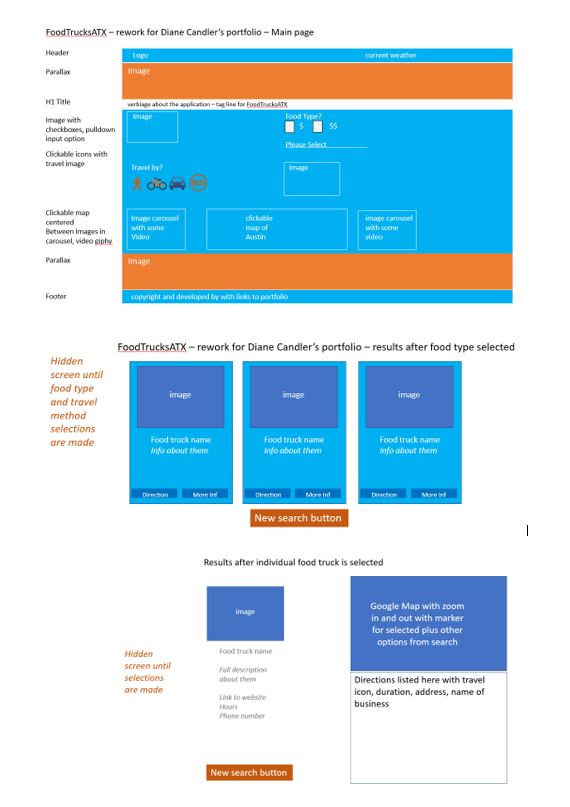 FoodTrucksATX – rework for Diane Candler's portfolio – Main page
Header
Logo
current weather
Parallax
Image
H1 Title
verbiage about the application – tag line for FoodTrucksATX
Image with
checkboxes, pulldown
input option
Image
Food Type?
$ $$
Please Select
Clickable icons with
travel image
Travel by?
BUS
image
Clickable map
centered
Between Images in
carousel, video giphy
Image carousel
with some
Video
clickable
map of
Austin
image carousel
with some
video
Parallax
Image
Footer
copyright and developed by with links to portfolio
FoodTrucksATX – rework for Diane Candler's portfolio – results after food type selected
Hidden
screen until
food type
and travel
method
selections
are made
image
Food truck name
Info about them
Direction
More Inf
image
Food truck name
Info about them
Direction
More Inf
image
Food truck name
Info about them
Direction
More Inf
New search button
Results after individual food truck is selected
Hidden
screen until
selections
are made
image
Food truck name
Full description
about them
Link to website
Hours
Phone number
New search button
Google Map with zoom
in and out with marker
for selected plus other
options from search
Directions listed here with travel
icon, duration, address, name of
business